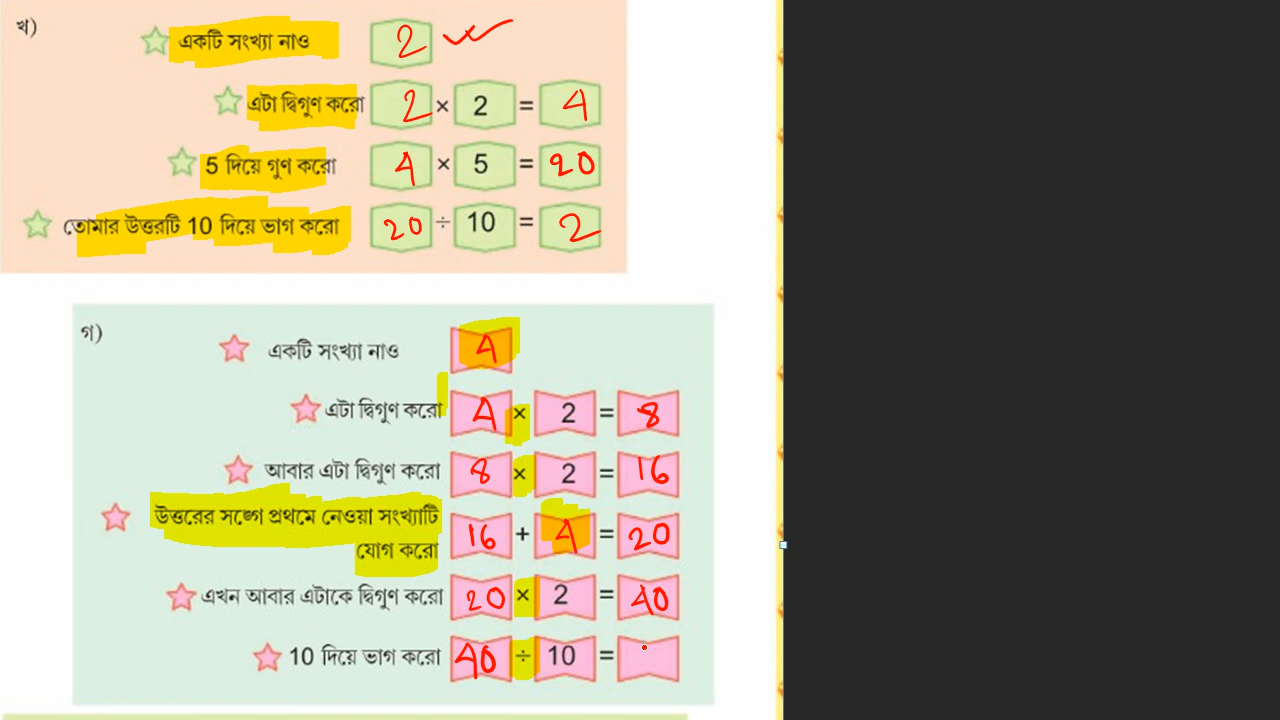 খ)
একটি সংখ্যা নাও 2
এটা দ্বিগুণ করো 2 × 2 = 4
5 দিয়ে গুণ করো 4 × 5 = 20
তোমার উত্তরটি 10 দিয়ে ভাগ করো 20 ÷ 10 = 2
গ)
একটি সংখ্যা নাও 4
এটা দ্বিগুণ করো 4 × 2 = 8
আবার এটা দ্বিগুণ করো 8 × 2 = 16
উত্তরের সঙ্গে প্রথমে নেওয়া সংখ্যাটি
যোগ করো 16 + 4 = 20
এখন আবার এটাকে দ্বিগুণ করো 20 × 2 = 40
10 দিয়ে ভাগ করো 40 ÷ 10 =